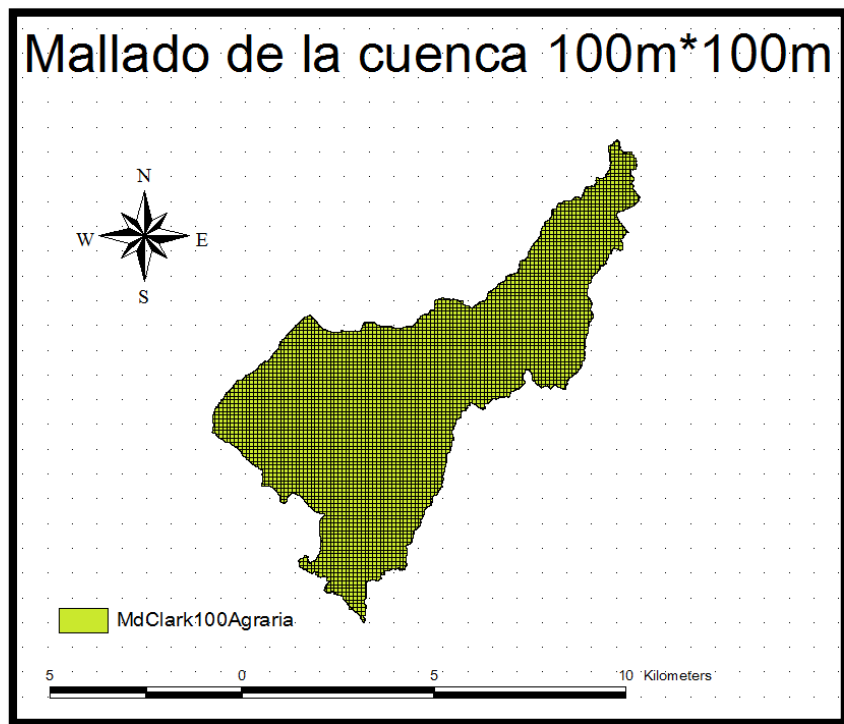 Mallado de la cuenca 100m*100m
N
W E
S
MdClark100Agraria
5 0 5 10 Kilometers